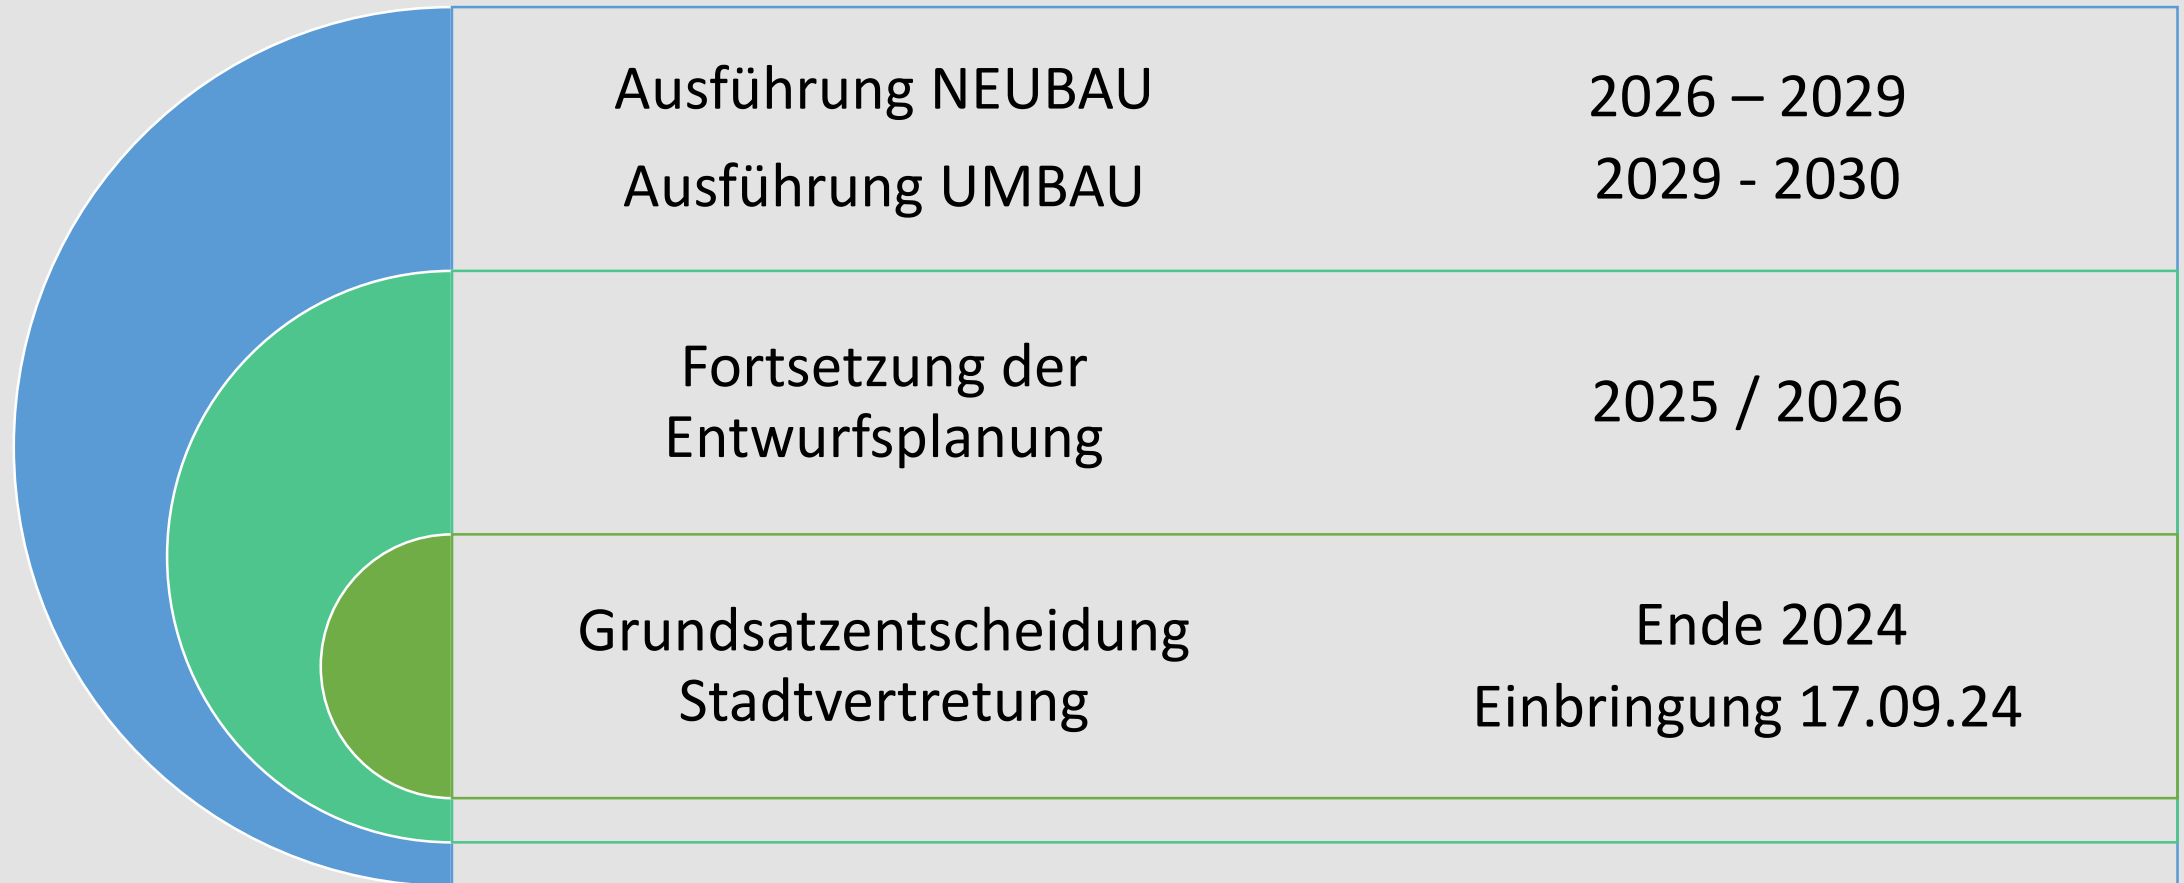 Ausführung NEUBAU
Ausführung UMBAU
2026 – 2029
2029 - 2030
Fortsetzung der
Entwurfsplanung
2025 / 2026
Grundsatzentscheidung
Stadtvertretung
Ende 2024
Einbringung 17.09.24